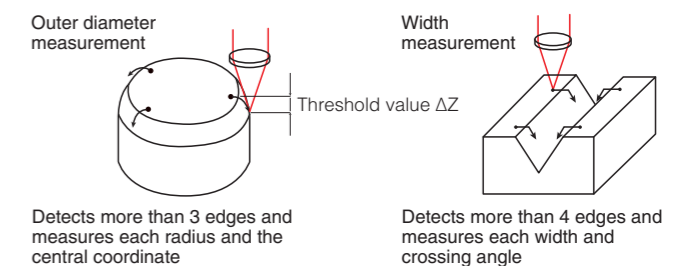 Outer diameter
measurement
Threshold value ΔZ
Detects more than 3 edges and
measures each radius and the
central coordinate
Width
measurement
Detects more than 4 edges and
measures each width and
crossing angle